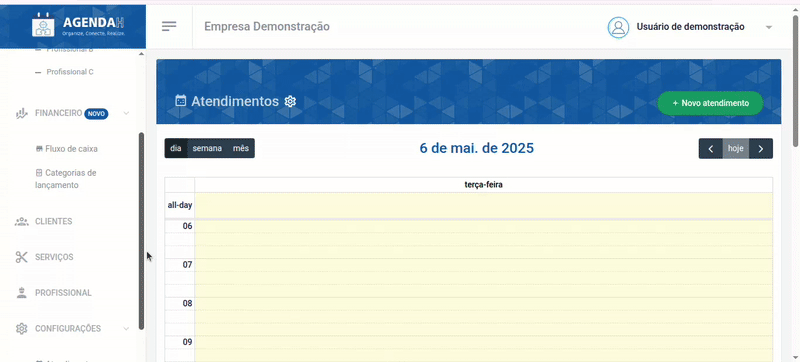 AGENDAH
Organize, Conecte, Realize.
Empresa Demonstração
Usuário de demonstração
Profissional B
Profissional C
FINANCEIRO NOVO
Fluxo de caixa
Categorias de
lançamento
CLIENTES
SERVIÇOS
PROFISSIONAL
CONFIGURAÇÕES
Atendimentos
+ Novo atendimento
dia semana mês
6 de mai. de 2025
hoje
terça-feira
all-day
06
07
08
09